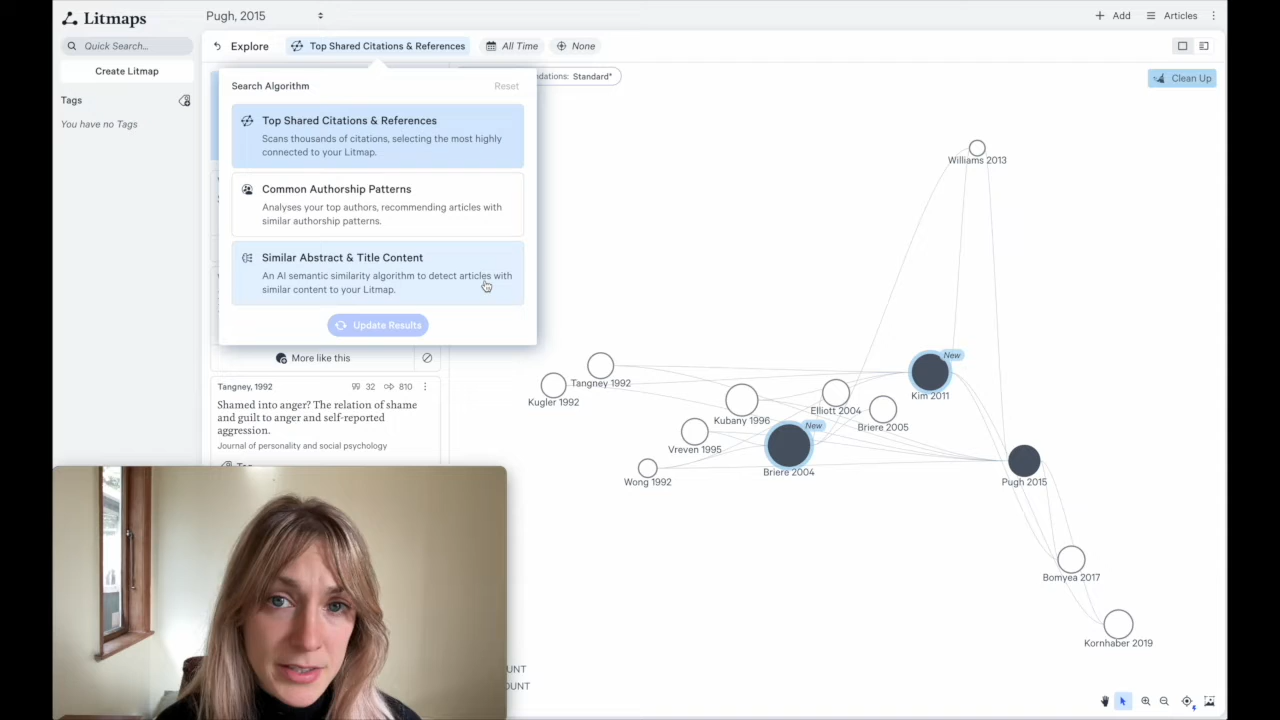 Litmaps
Pugh, 2015
Add
Articles
Quick Search...
Explore
Top Shared Citations & References
All Time
None
Create Litmap
Tags
You have no Tags
Search Algorithm
Reset
Top Shared Citations & References
Scans thousands of citations, selecting the most highly
connected to your Litmap.
Common Authorship Patterns
Analyses your top authors, recommending articles with
similar authorship patterns.
Similar Abstract & Title Content
An AI semantic similarity algorithm to detect articles with
similar content to your Litmap.
Update Results
Standard*
Clean Up
More like this
Tangney, 1992
32
810
Shamed into anger? The relation of shame
and guilt to anger and self-reported
aggression.
Journal of personality and social psychology
Williams 2013
New
Kim 2011
Tangney 1992
Kugler 1992
Elliott 2004
Kubany 1996
Briere 2005
New
Vreven 1995
Briere 2004
Wong 1992
Pugh 2015
Bomyea 2017
Kornhaber 2019